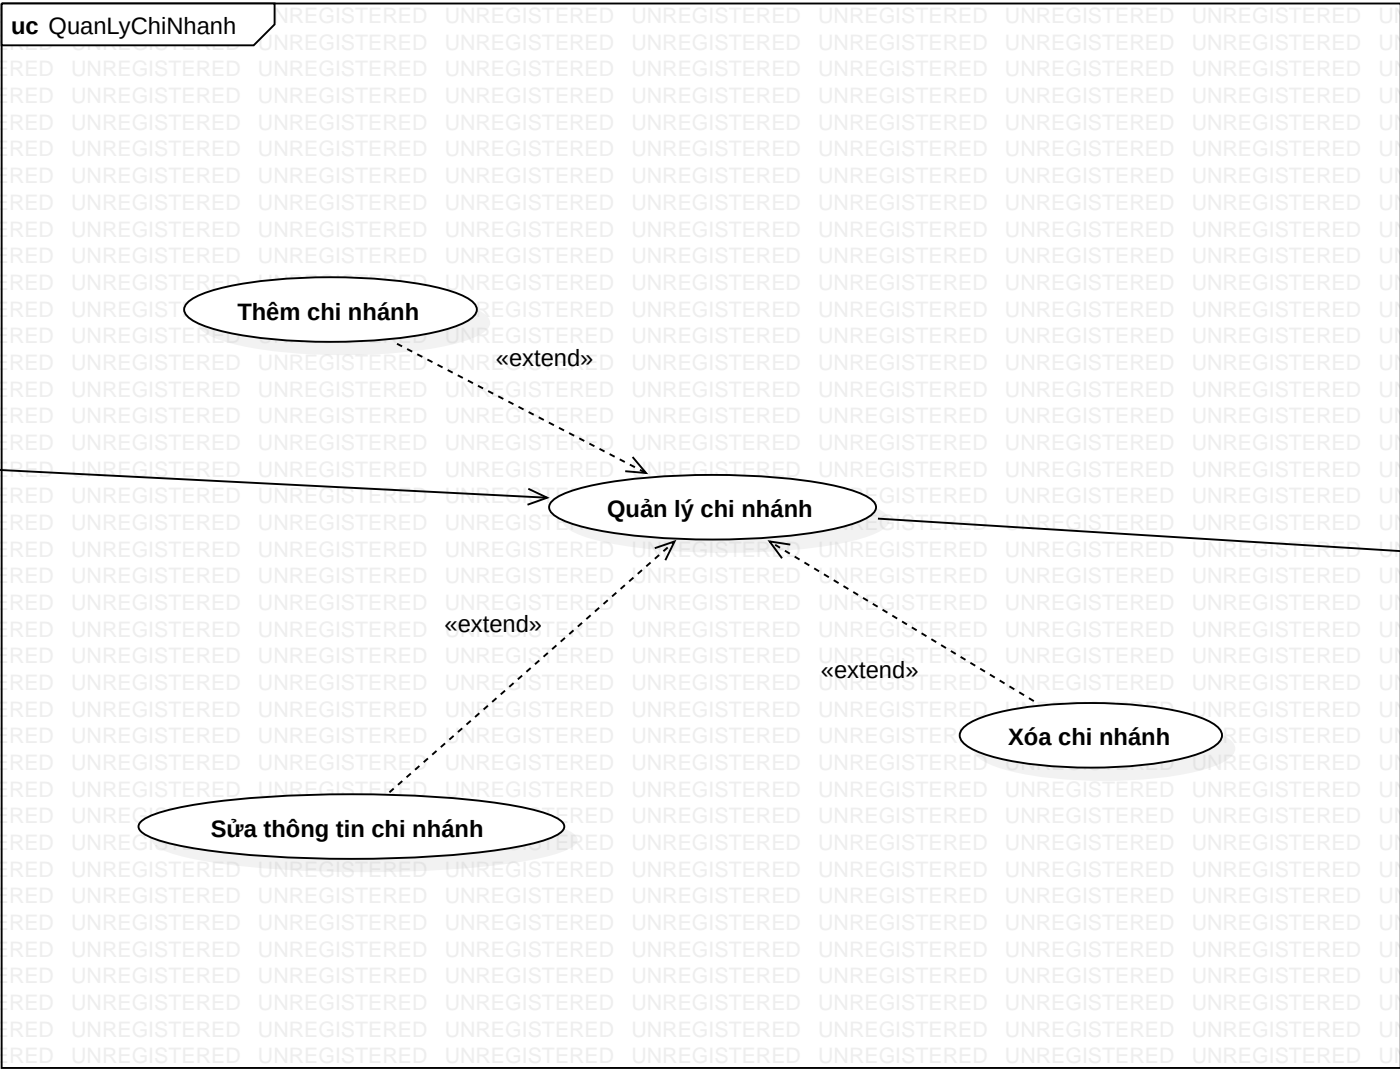 uc QuanLyChiNhanh
Thêm chi nhánh
«extend»
Quản lý chi nhánh
«extend»
«extend»
Xóa chi nhánh
Sửa thông tin chi nhánh
UNREGISTERED